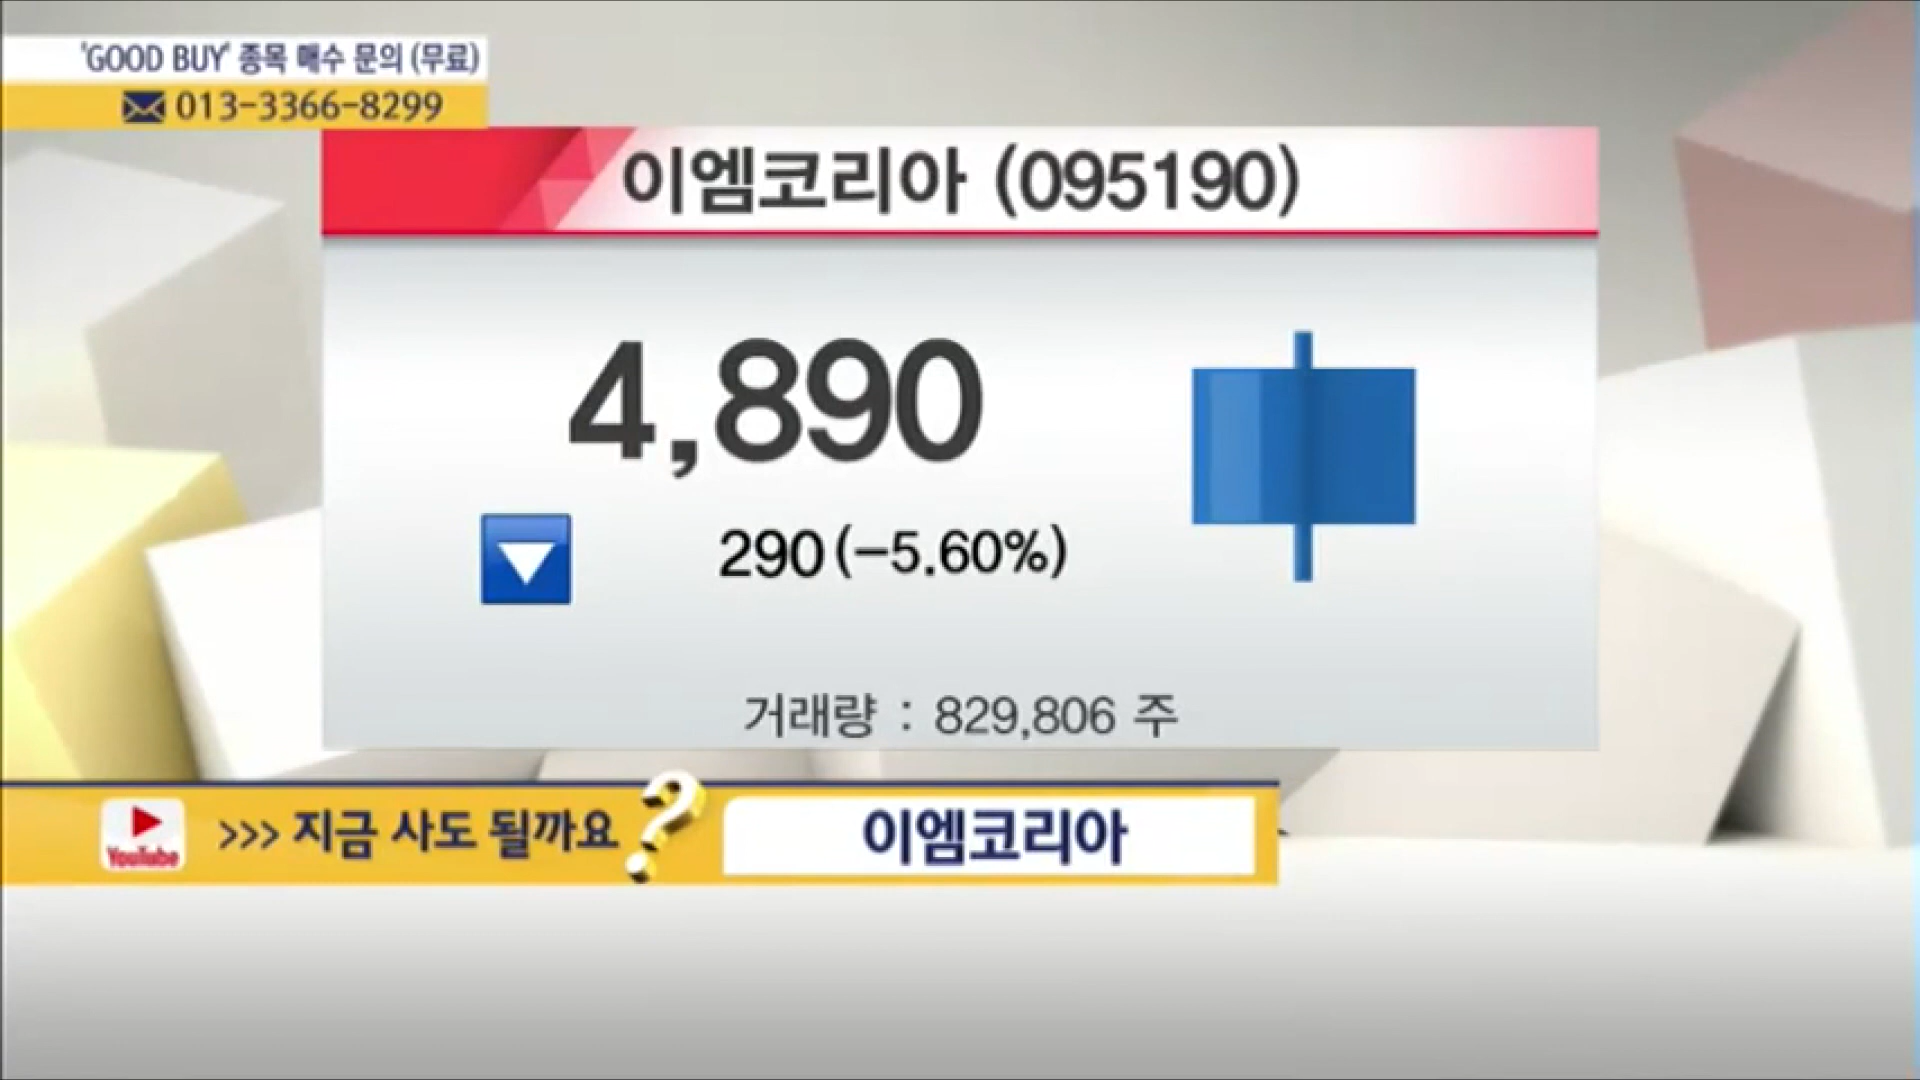 'GOOD BUY' 종목 매수 문의 (무료)
013-3366-8299
이엠코리아 (095190)
4,890
290 (-5.60%)
거래량 : 829,806 주
YouTube >>> 지금 사도 될까요 ? 이엠코리아